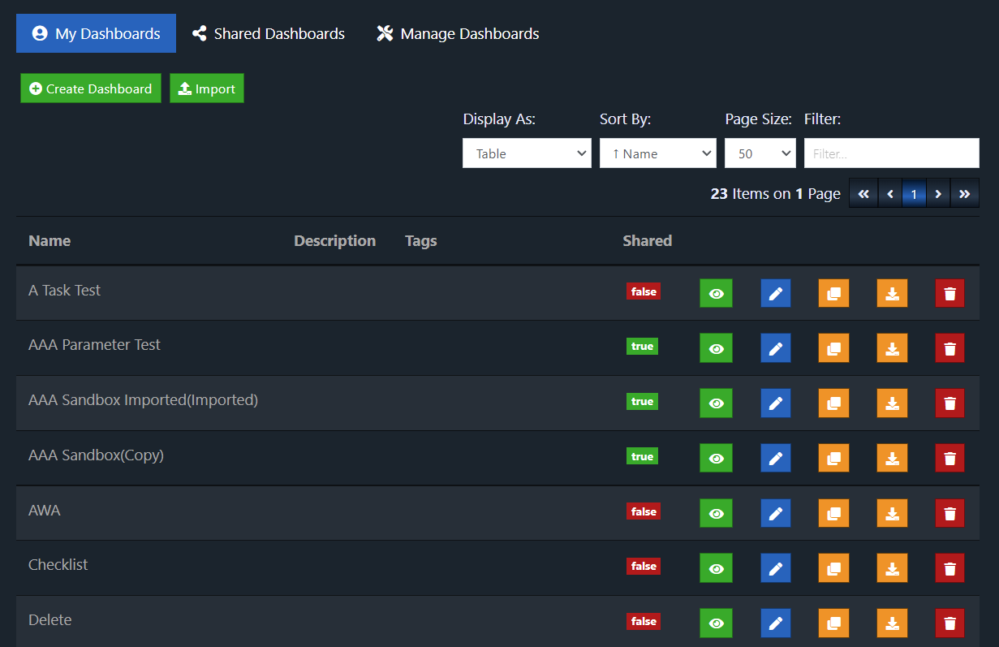 My Dashboards Shared Dashboards Manage Dashboards
Create Dashboard Import
Display As: Sort By: Page Size: Filter:
Table ↑ Name 50 Filter...
23 Items on 1 Page « ‹ 1 › »
Name Description Tags Shared
A Task Test false
AAA Parameter Test true
AAA Sandbox Imported(Imported) true
AAA Sandbox(Copy) true
AWA false
Checklist false
Delete false